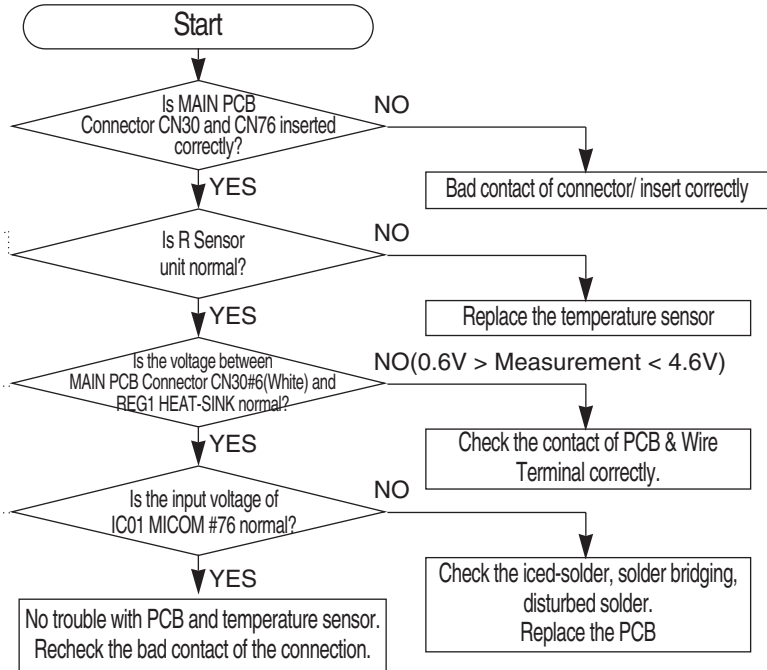 Start
Is MAIN PCB
Connector CN30 and CN76 inserted
correctly?
NO
Bad contact of connector/ insert correctly
YES
Is R Sensor
unit normal?
NO
Replace the temperature sensor
YES
Is the voltage between
MAIN PCB Connector CN30#6(White) and
REG1 HEAT-SINK normal?
NO(0.6V > Measurement < 4.6V)
Check the contact of PCB & Wire
Terminal correctly.
YES
Is the input voltage of
IC01 MICOM #76 normal?
NO
Check the iced-solder, solder bridging,
disturbed solder.
Replace the PCB
YES
No trouble with PCB and temperature sensor.
Recheck the bad contact of the connection.